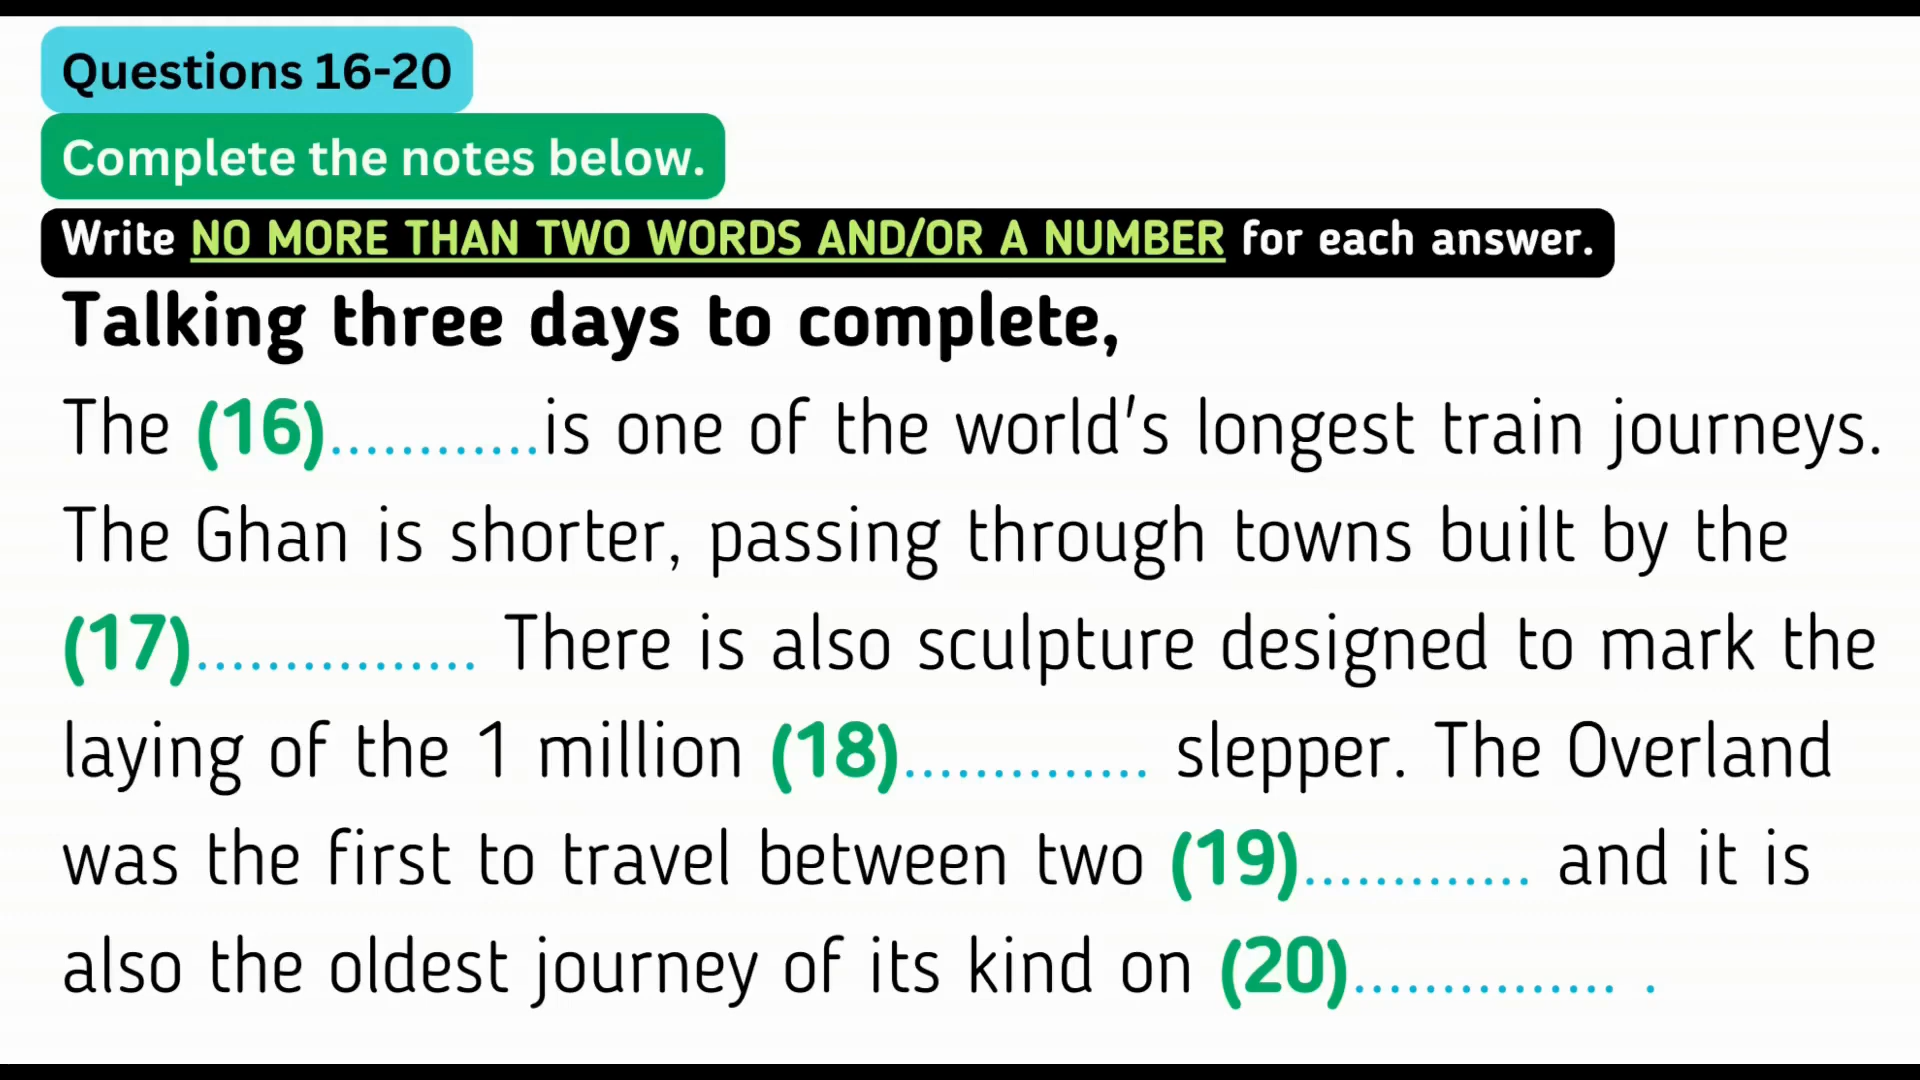 Questions 16-20
Complete the notes below.
Write NO MORE THAN TWO WORDS AND/OR A NUMBER for each answer.
Talking three days to complete,
The (16)............is one of the world's longest train journeys.
The Ghan is shorter, passing through towns built by the
(17)................ There is also sculpture designed to mark the
laying of the 1 million (18).............. slepper. The Overland
was the first to travel between two (19)............. and it is
also the oldest journey of its kind on (20)............... .